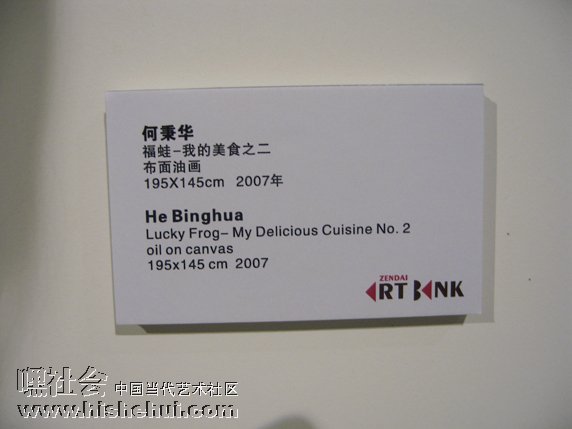 何秉华
福蛙-我的美食之二
布面油画
195X145cm 2007年
He Binghua
Lucky Frog- My Delicious Cuisine No. 2
oil on canvas
195x145 cm 2007
ZENDAI
ART BANK
嘿社会 中国当代艺术社区
www.hishehui.com